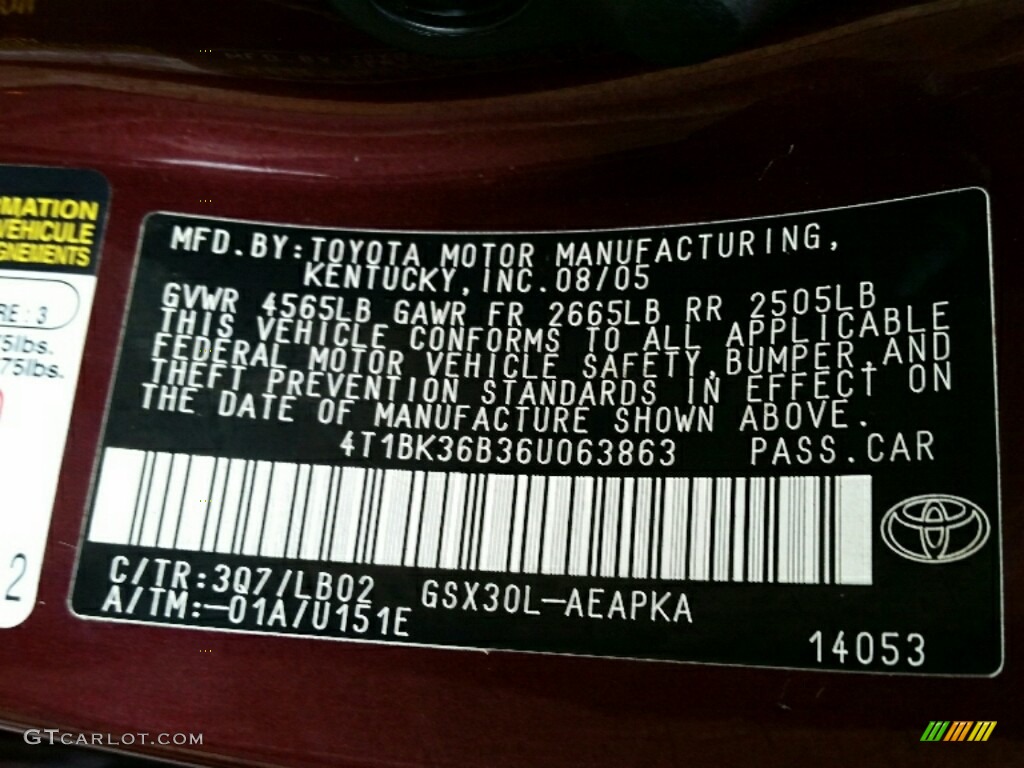 MATION
VEHICULE
GNEMENTS
RE : 3
5lbs.
75lbs.
2
MFD.BY:TOYOTA MOTOR MANUFACTURING,
KENTUCKY,INC.08/05
GVWR 4565LB GAWR FR 2665LB RR 2505LB
THIS VEHICLE CONFORMS TO ALL APPLICABLE
FEDERAL MOTOR VEHICLE SAFETY,BUMPER,AND
THEFT PREVENTION STANDARDS IN EFFECT ON
THE DATE OF MANUFACTURE SHOWN ABOVE.
4T1BK36B36U063863 PASS.CAR
C/TR:3Q7/LB02 GSX30L-AEAPKA
A/TM:-01A/U151E
14053
GTCARLOT.COM